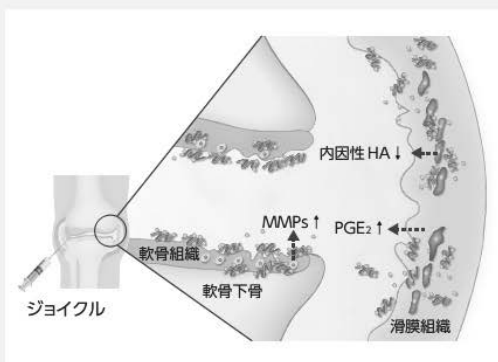 内因性HA↓
MMPs↑
PGE₂↑
軟骨組織
軟骨下骨
ジョイクル
滑膜組織